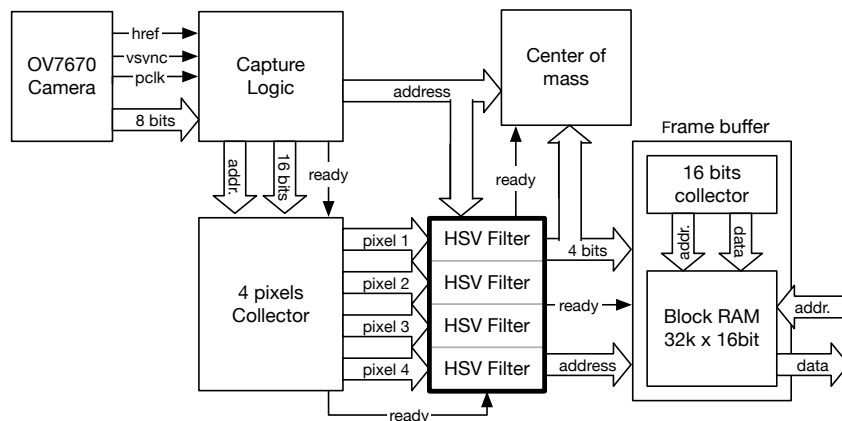 href
vsync
pclk
OV7670
Camera
8 bits
Capture
Logic
address
Center of
mass
addr.
16 bits
ready
ready
Frame buffer
16 bits
collector
addr.
data
4 pixels
Collector
pixel 1
pixel 2
pixel 3
pixel 4
HSV Filter
HSV Filter
HSV Filter
HSV Filter
4 bits
ready
address
Block RAM
32k x 16bit
addr.
data
ready